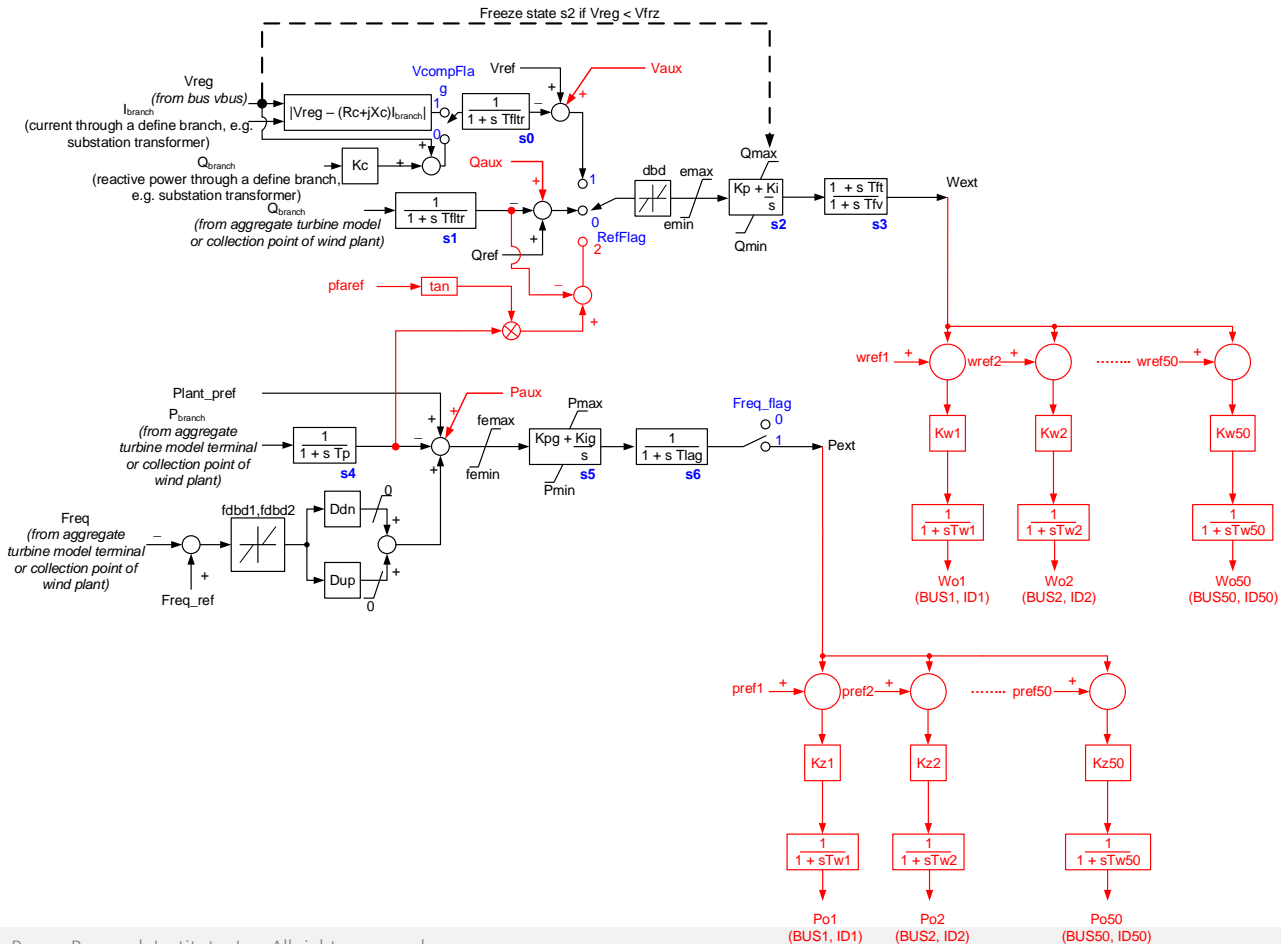 Freeze state s2 if Vreg < Vfrz
Vreg
(from bus vbus)
Ibranch
(current through a define branch, e.g.
substation transformer)
|Vreg – (Rc+jXc)Ibranch|
VcompFla
g
1
0
1
1 + s Tfltr
s0
Vref
+
–
Vaux
+
Qbranch
(reactive power through a define branch,
e.g. substation transformer)
Kc
+
+
Qbranch
(from aggregate turbine model
or collection point of wind plant)
1
1 + s Tfltr
s1
Qaux
+
–
+
Qref
1
0
RefFlag
2
dbd
emax
emin
Qmax
Kp + Ki
s
Qmin
s2
1 + s Tft
1 + s Tfv
s3
Wext
pfaref
tan
–
+
Plant_pref
Pbranch
(from aggregate
turbine model terminal
or collection point of
wind plant)
1
1 + s Tp
s4
+
–
+
+
Paux
femax
femin
Pmax
Kpg + Kig
s
Pmin
s5
1
1 + s Tlag
s6
Freq_flag
0
1
Pext
Freq
(from aggregate
turbine model terminal
or collection point of
wind plant)
–
+
Freq_ref
fdbd1,fdbd2
Ddn
0
+
Dup
0
+
wref1
+
wref2
+
........
wref50
+
Kw1
Kw2
Kw50
1
1 + sTw1
1
1 + sTw2
1
1 + sTw50
Wo1
(BUS1, ID1)
Wo2
(BUS2, ID2)
Wo50
(BUS50, ID50)
pref1
+
pref2
+
........
pref50
+
Kz1
Kz2
Kz50
1
1 + sTw1
1
1 + sTw2
1
1 + sTw50
Po1
(BUS1, ID1)
Po2
(BUS2, ID2)
Po50
(BUS50, ID50)